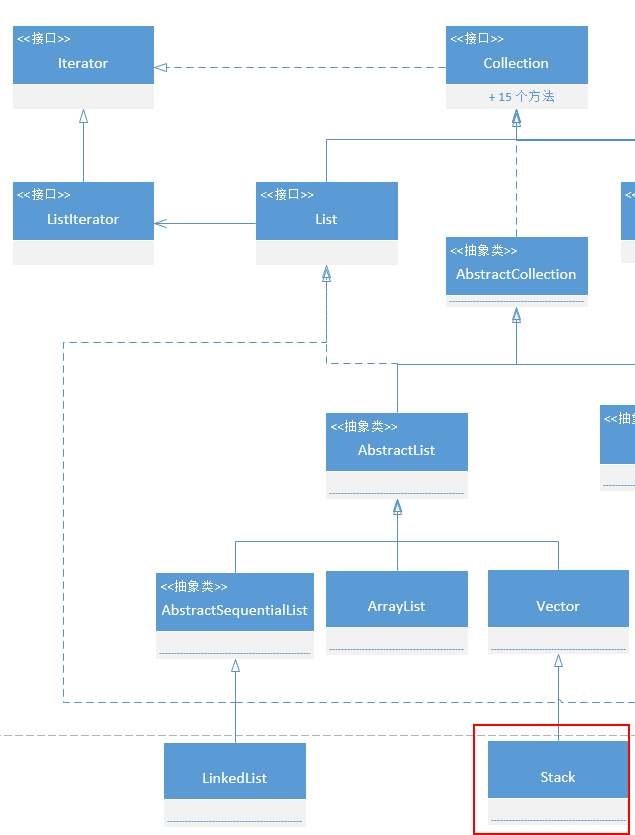 <<接口>>
Iterator
<<接口>>
Collection
+ 15 个方法
<<接口>>
ListIterator
<<接口>>
List
<<抽象类>>
AbstractCollection
<<抽象类>>
AbstractList
<<抽象类>>
AbstractSequentialList
ArrayList
Vector
LinkedList
Stack